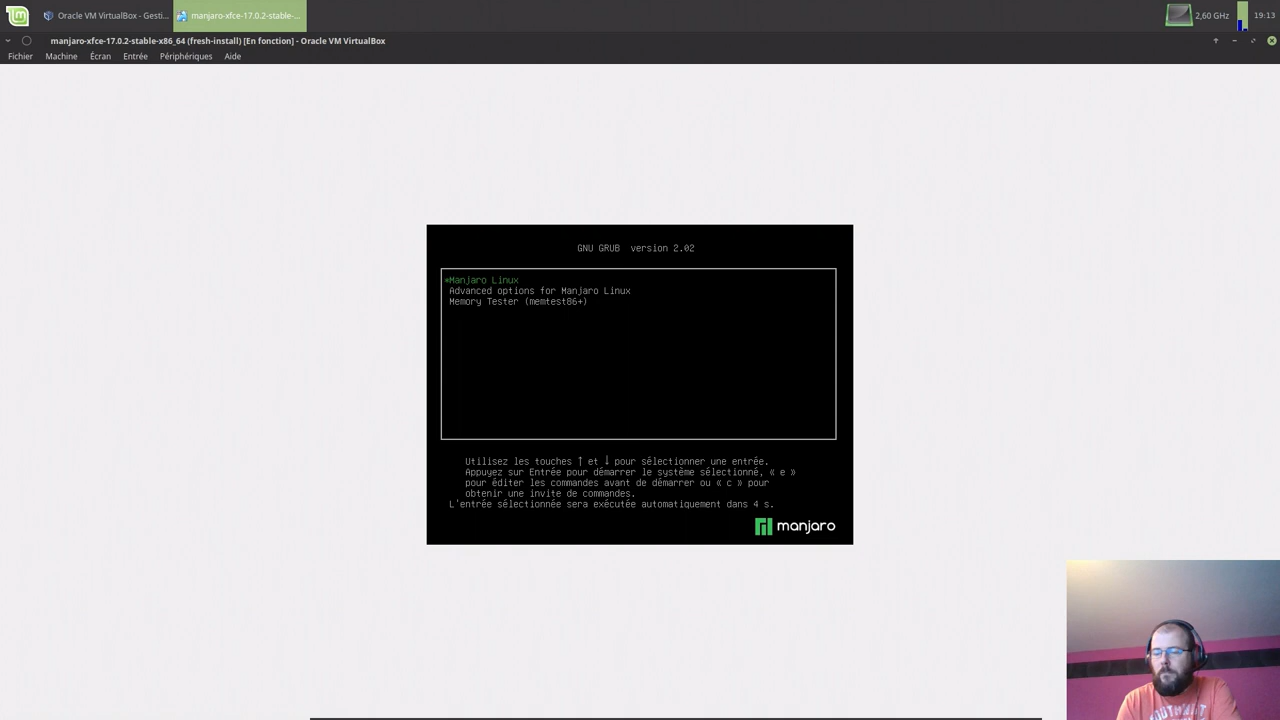 Oracle VM VirtualBox - Gesti...
manjaro-xfce-17.0.2-stable-...
2,60 GHz
19:13
manjaro-xfce-17.0.2-stable-x86_64 (fresh-install) [En fonction] - Oracle VM VirtualBox
Fichier Machine Écran Entrée Périphériques Aide
GNU GRUB version 2.02
*Manjaro Linux
Advanced options for Manjaro Linux
Memory Tester (memtest86+)
Utilisez les touches ↑ et ↓ pour sélectionner une entrée.
Appuyez sur Entrée pour démarrer le système sélectionné, « e »
pour éditer les commandes avant de démarrer ou « c » pour
obtenir une invite de commandes.
L'entrée sélectionnée sera exécutée automatiquement dans 4 s.
manjaro